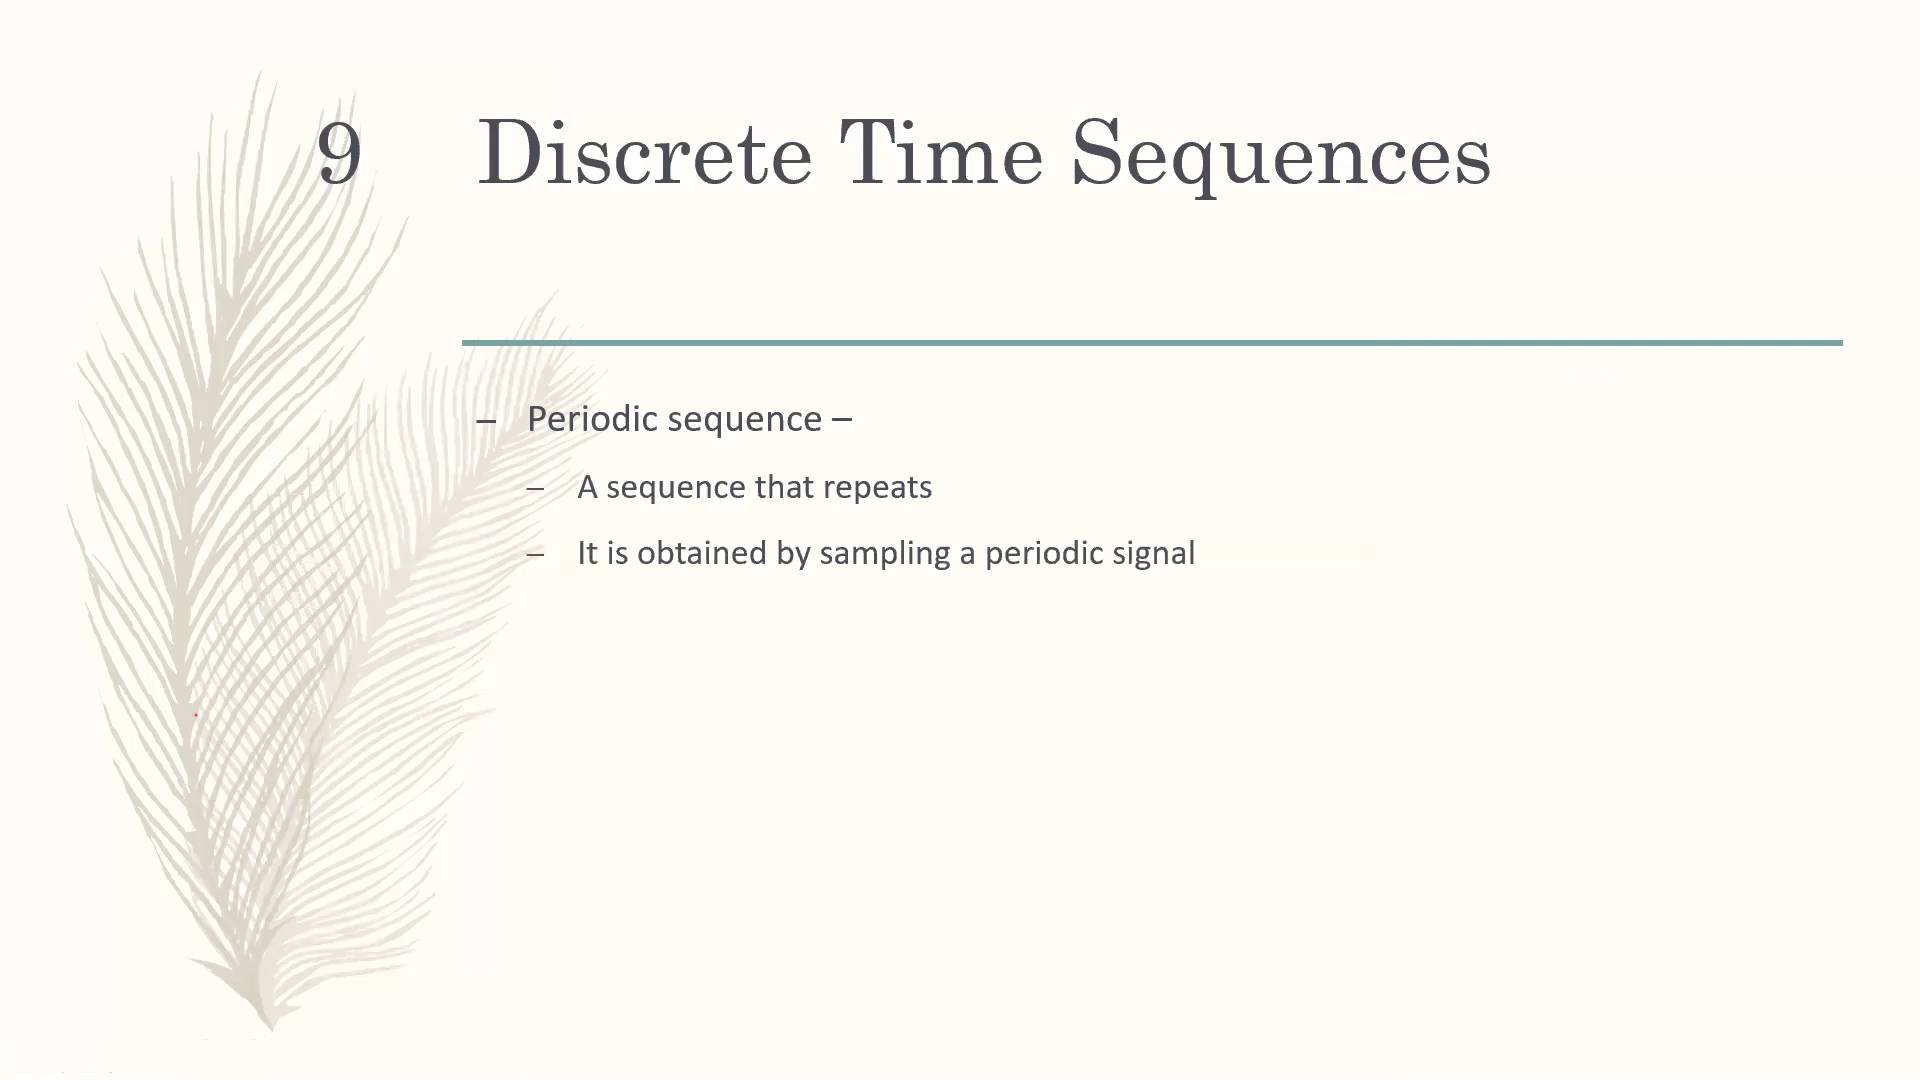 9
Discrete Time Sequences
– Periodic sequence –
– A sequence that repeats
– It is obtained by sampling a periodic signal